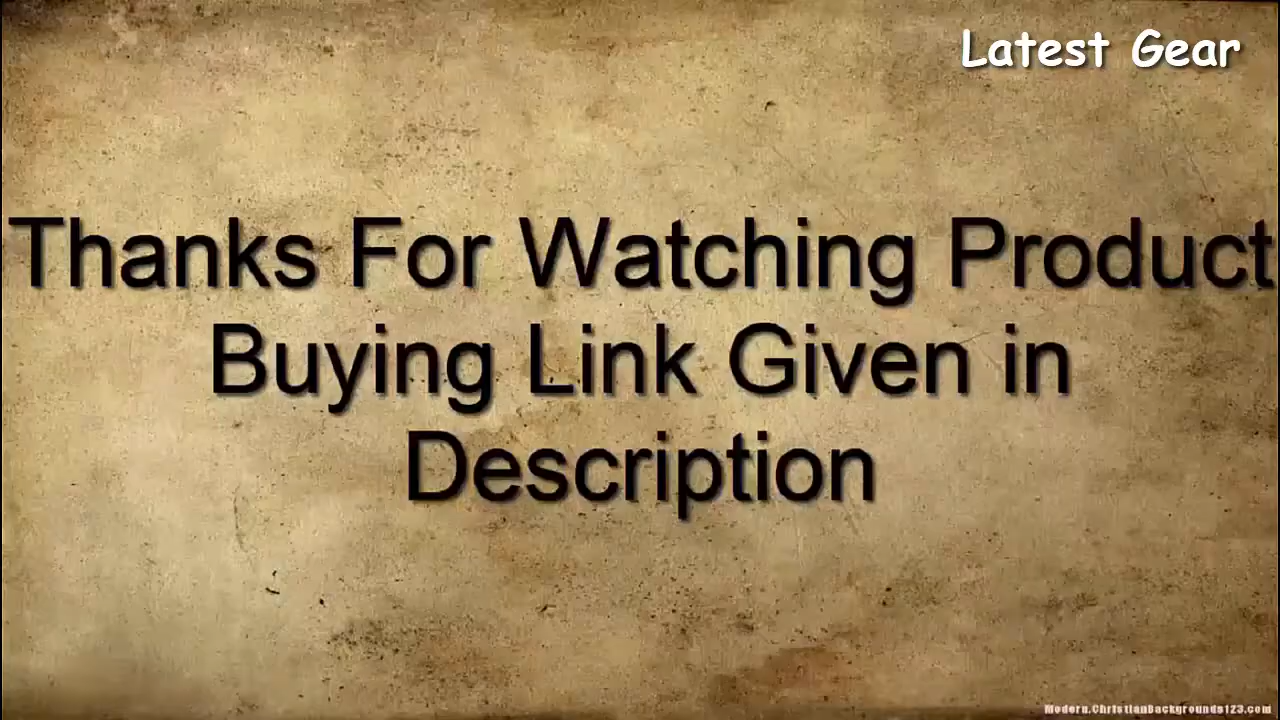 Latest Gear
Thanks For Watching Product
Buying Link Given in
Description
Modern.ChristianBackgrounds123.com